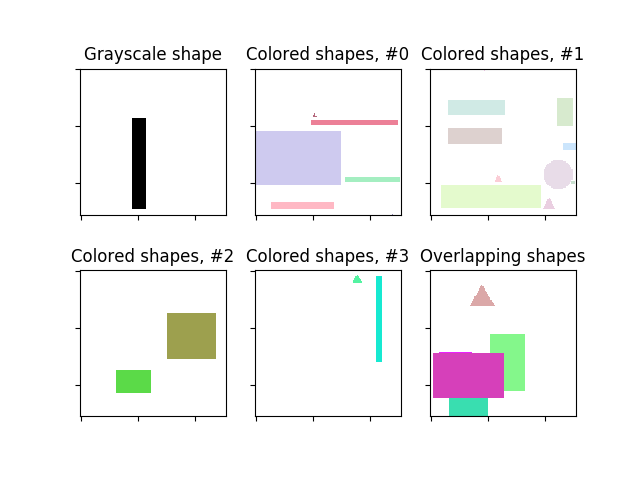 Grayscale shape
Colored shapes, #0
Colored shapes, #1
Colored shapes, #2
Colored shapes, #3
Overlapping shapes